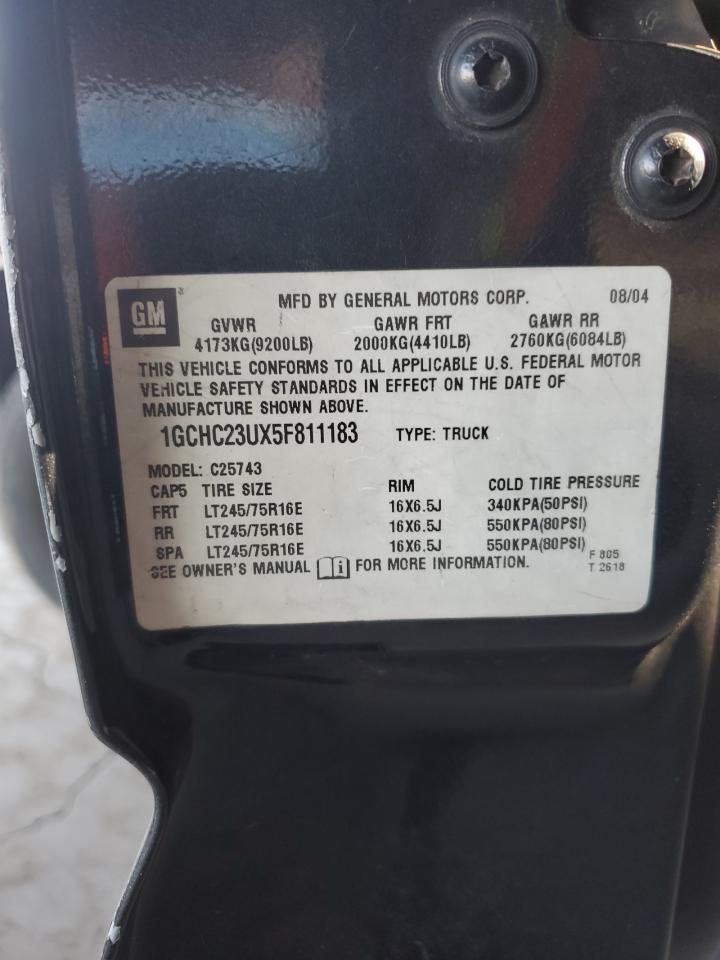 GM MFD BY GENERAL MOTORS CORP. 08/04
GVWR GAWR FRT GAWR RR
4173KG(9200LB) 2000KG(4410LB) 2760KG(6084LB)
THIS VEHICLE CONFORMS TO ALL APPLICABLE U.S. FEDERAL MOTOR
VEHICLE SAFETY STANDARDS IN EFFECT ON THE DATE OF
MANUFACTURE SHOWN ABOVE.
1GCHC23UX5F811183 TYPE: TRUCK
MODEL: C25743
CAP5 TIRE SIZE RIM COLD TIRE PRESSURE
FRT LT245/75R16E 16X6.5J 340KPA(50PSI)
RR LT245/75R16E 16X6.5J 550KPA(80PSI)
SPA LT245/75R16E 16X6.5J 550KPA(80PSI)
SEE OWNER'S MANUAL i FOR MORE INFORMATION.
F 805
T 2618